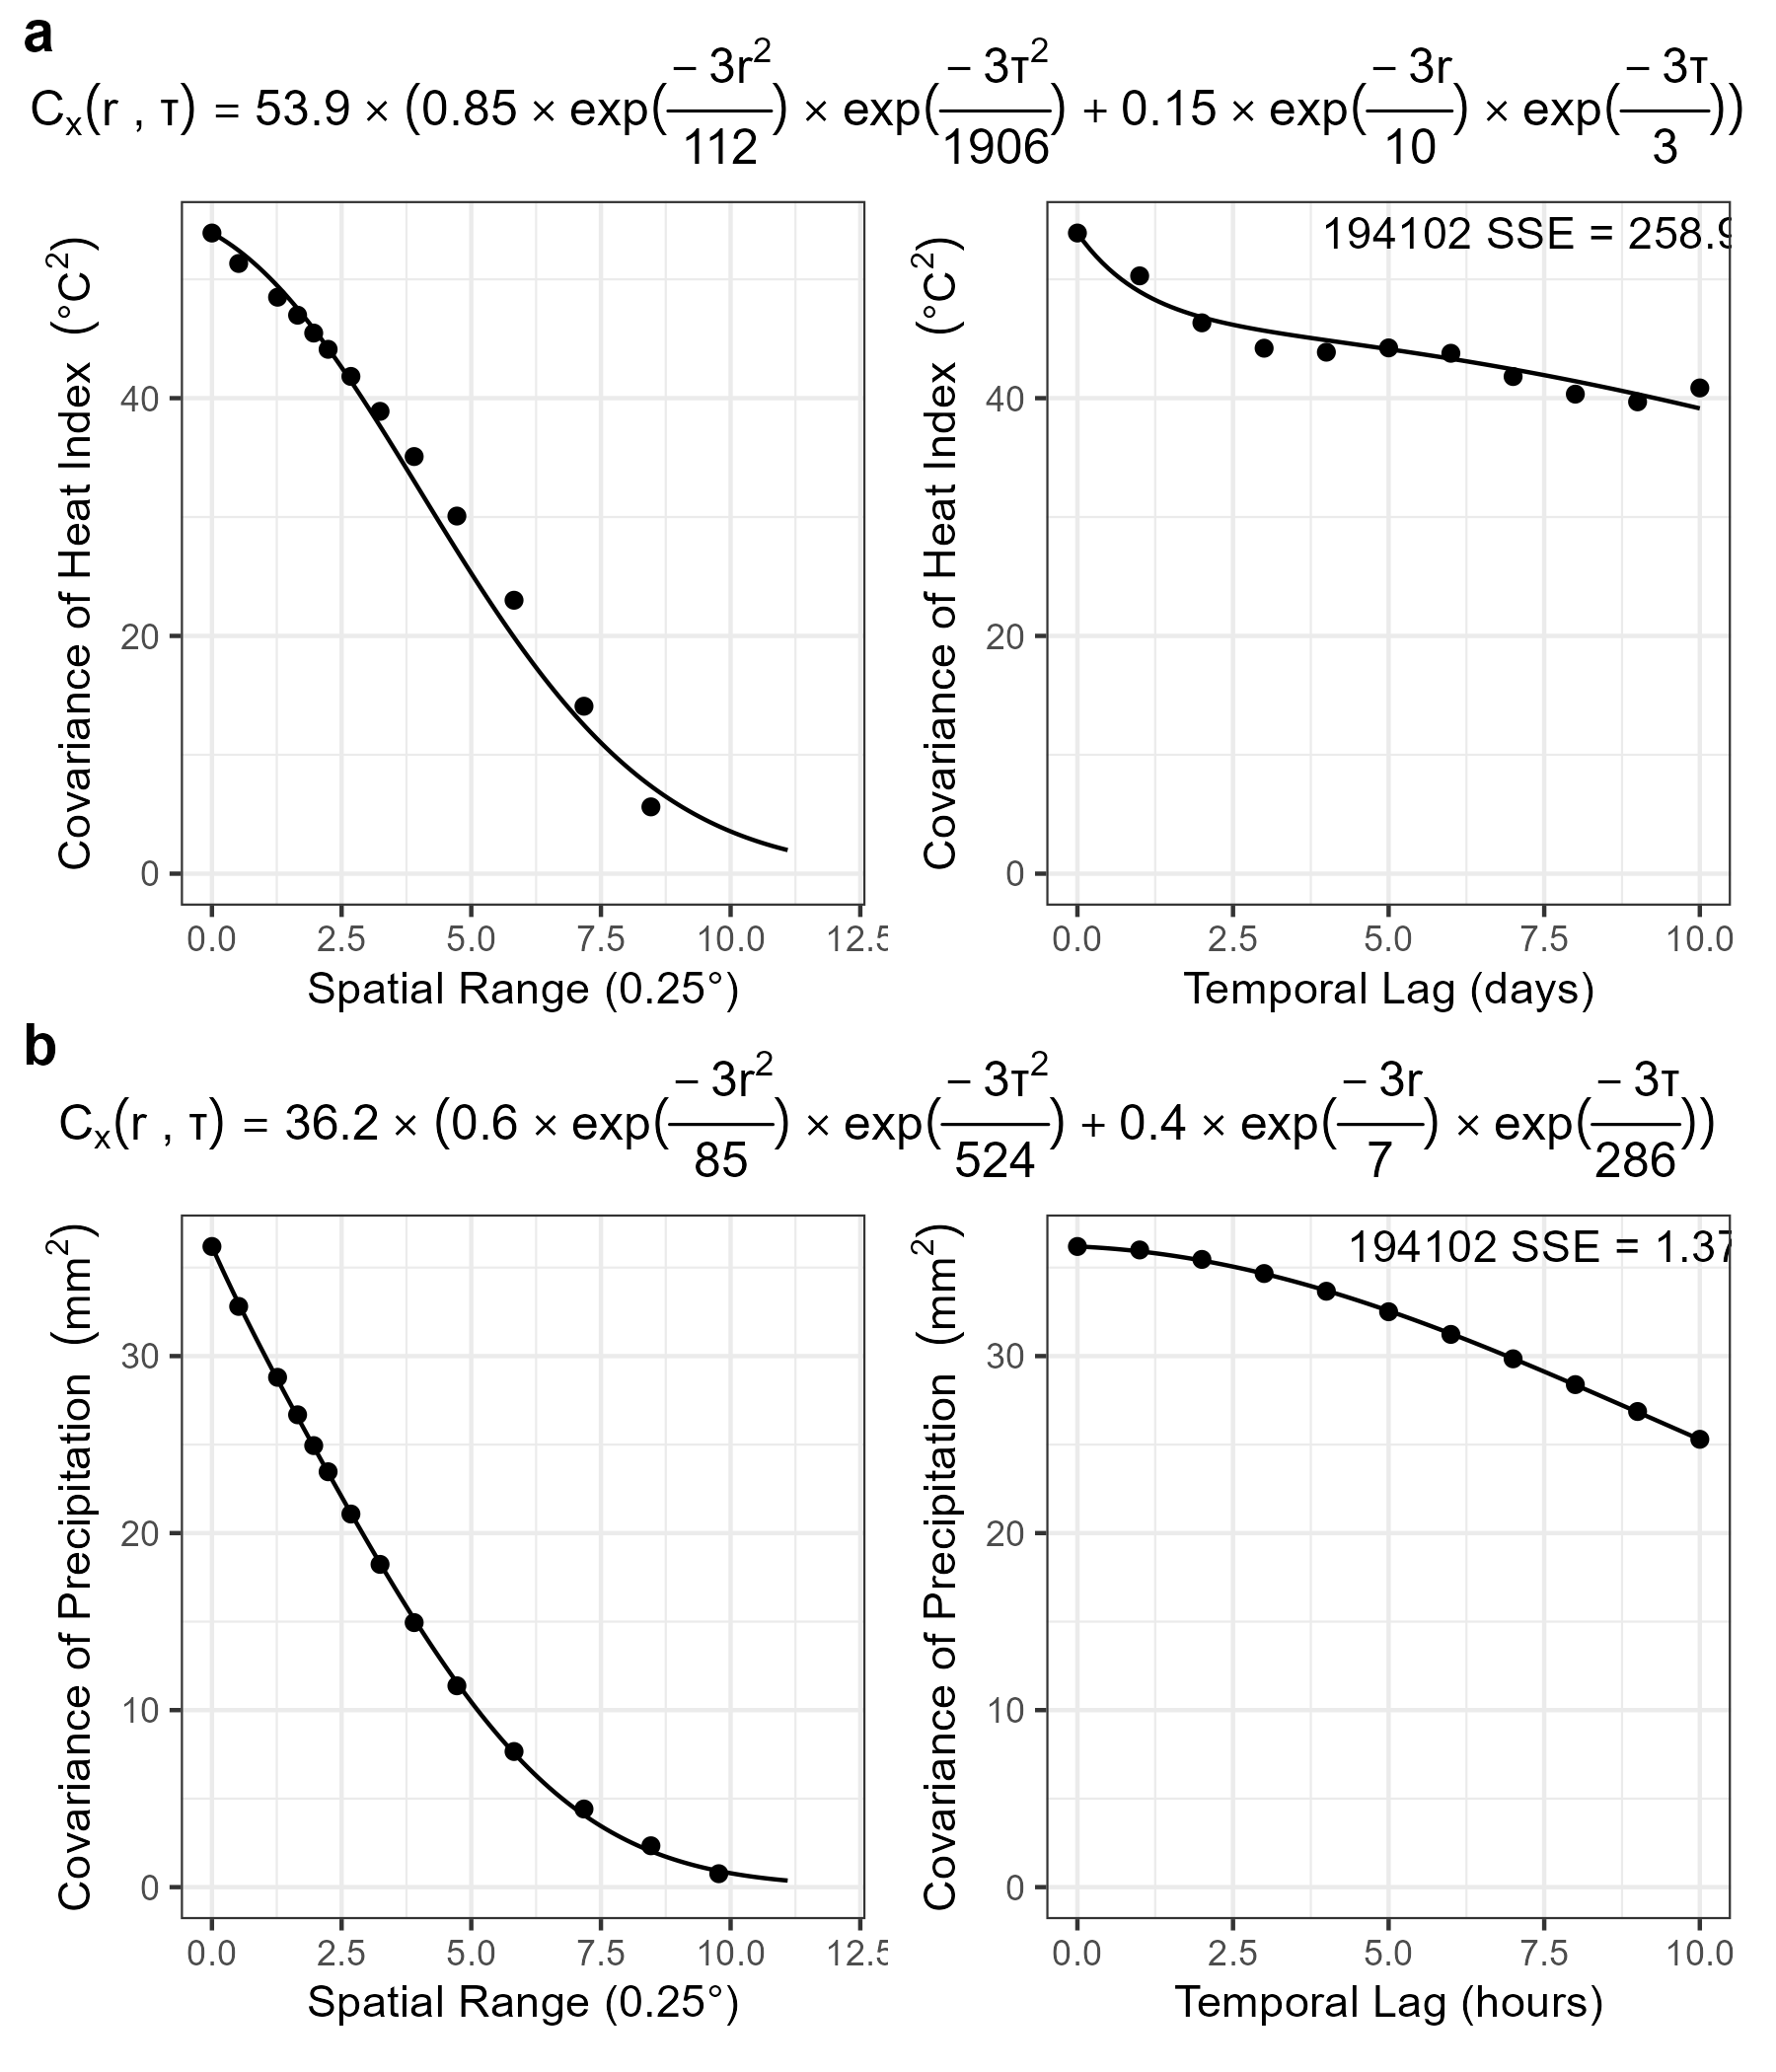 a
Cₓ(r , τ) = 53.9 × (0.85 × exp(− 3r²/112) × exp(− 3τ²/1906) + 0.15 × exp(− 3r/10) × exp(− 3τ/3))
Covariance of Heat Index (°C²)
40
20
0
0.0 2.5 5.0 7.5 10.0 12.5
Spatial Range (0.25°)
194102 SSE = 258.9
Covariance of Heat Index (°C²)
40
20
0
0.0 2.5 5.0 7.5 10.0
Temporal Lag (days)
b
Cₓ(r , τ) = 36.2 × (0.6 × exp(− 3r²/85) × exp(− 3τ²/524) + 0.4 × exp(− 3r/7) × exp(− 3τ/286))
Covariance of Precipitation (mm²)
30
20
10
0
0.0 2.5 5.0 7.5 10.0 12.5
Spatial Range (0.25°)
194102 SSE = 1.37
Covariance of Precipitation (mm²)
30
20
10
0
0.0 2.5 5.0 7.5 10.0
Temporal Lag (hours)